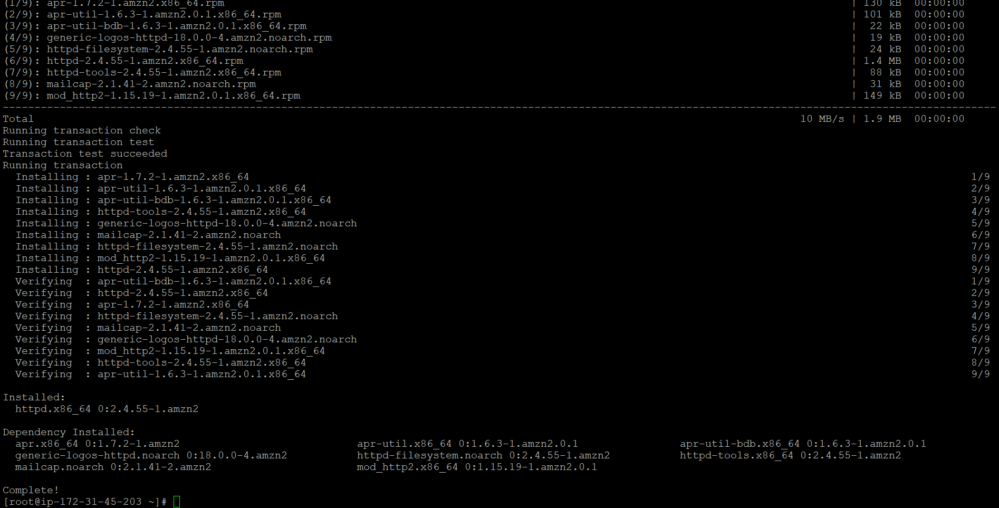 (1/9): apr-1.7.2-1.amzn2.x86_64.rpm | 130 kB 00:00:00
(2/9): apr-util-1.6.3-1.amzn2.0.1.x86_64.rpm | 101 kB 00:00:00
(3/9): apr-util-bdb-1.6.3-1.amzn2.0.1.x86_64.rpm | 22 kB 00:00:00
(4/9): generic-logos-httpd-18.0.0-4.amzn2.noarch.rpm | 19 kB 00:00:00
(5/9): httpd-filesystem-2.4.55-1.amzn2.noarch.rpm | 24 kB 00:00:00
(6/9): httpd-2.4.55-1.amzn2.x86_64.rpm | 1.4 MB 00:00:00
(7/9): httpd-tools-2.4.55-1.amzn2.x86_64.rpm | 88 kB 00:00:00
(8/9): mailcap-2.1.41-2.amzn2.noarch.rpm | 31 kB 00:00:00
(9/9): mod_http2-1.15.19-1.amzn2.0.1.x86_64.rpm | 149 kB 00:00:00
-------------------------------------------------------------------------------------------------------------------------------------------------------------
Total 10 MB/s | 1.9 MB 00:00:00
Running transaction check
Running transaction test
Transaction test succeeded
Running transaction
Installing : apr-1.7.2-1.amzn2.x86_64 1/9
Installing : apr-util-1.6.3-1.amzn2.0.1.x86_64 2/9
Installing : apr-util-bdb-1.6.3-1.amzn2.0.1.x86_64 3/9
Installing : httpd-tools-2.4.55-1.amzn2.x86_64 4/9
Installing : generic-logos-httpd-18.0.0-4.amzn2.noarch 5/9
Installing : mailcap-2.1.41-2.amzn2.noarch 6/9
Installing : httpd-filesystem-2.4.55-1.amzn2.noarch 7/9
Installing : mod_http2-1.15.19-1.amzn2.0.1.x86_64 8/9
Installing : httpd-2.4.55-1.amzn2.x86_64 9/9
Verifying : apr-util-bdb-1.6.3-1.amzn2.0.1.x86_64 1/9
Verifying : httpd-2.4.55-1.amzn2.x86_64 2/9
Verifying : apr-1.7.2-1.amzn2.x86_64 3/9
Verifying : httpd-filesystem-2.4.55-1.amzn2.noarch 4/9
Verifying : mailcap-2.1.41-2.amzn2.noarch 5/9
Verifying : generic-logos-httpd-18.0.0-4.amzn2.noarch 6/9
Verifying : mod_http2-1.15.19-1.amzn2.0.1.x86_64 7/9
Verifying : httpd-tools-2.4.55-1.amzn2.x86_64 8/9
Verifying : apr-util-1.6.3-1.amzn2.0.1.x86_64 9/9
Installed:
httpd.x86_64 0:2.4.55-1.amzn2
Dependency Installed:
apr.x86_64 0:1.7.2-1.amzn2 apr-util.x86_64 0:1.6.3-1.amzn2.0.1 apr-util-bdb.x86_64 0:1.6.3-1.amzn2.0.1
generic-logos-httpd.noarch 0:18.0.0-4.amzn2 httpd-filesystem.noarch 0:2.4.55-1.amzn2 httpd-tools.x86_64 0:2.4.55-1.amzn2
mailcap.noarch 0:2.1.41-2.amzn2 mod_http2.x86_64 0:1.15.19-1.amzn2.0.1
Complete!
[root@ip-172-31-45-203 ~]#